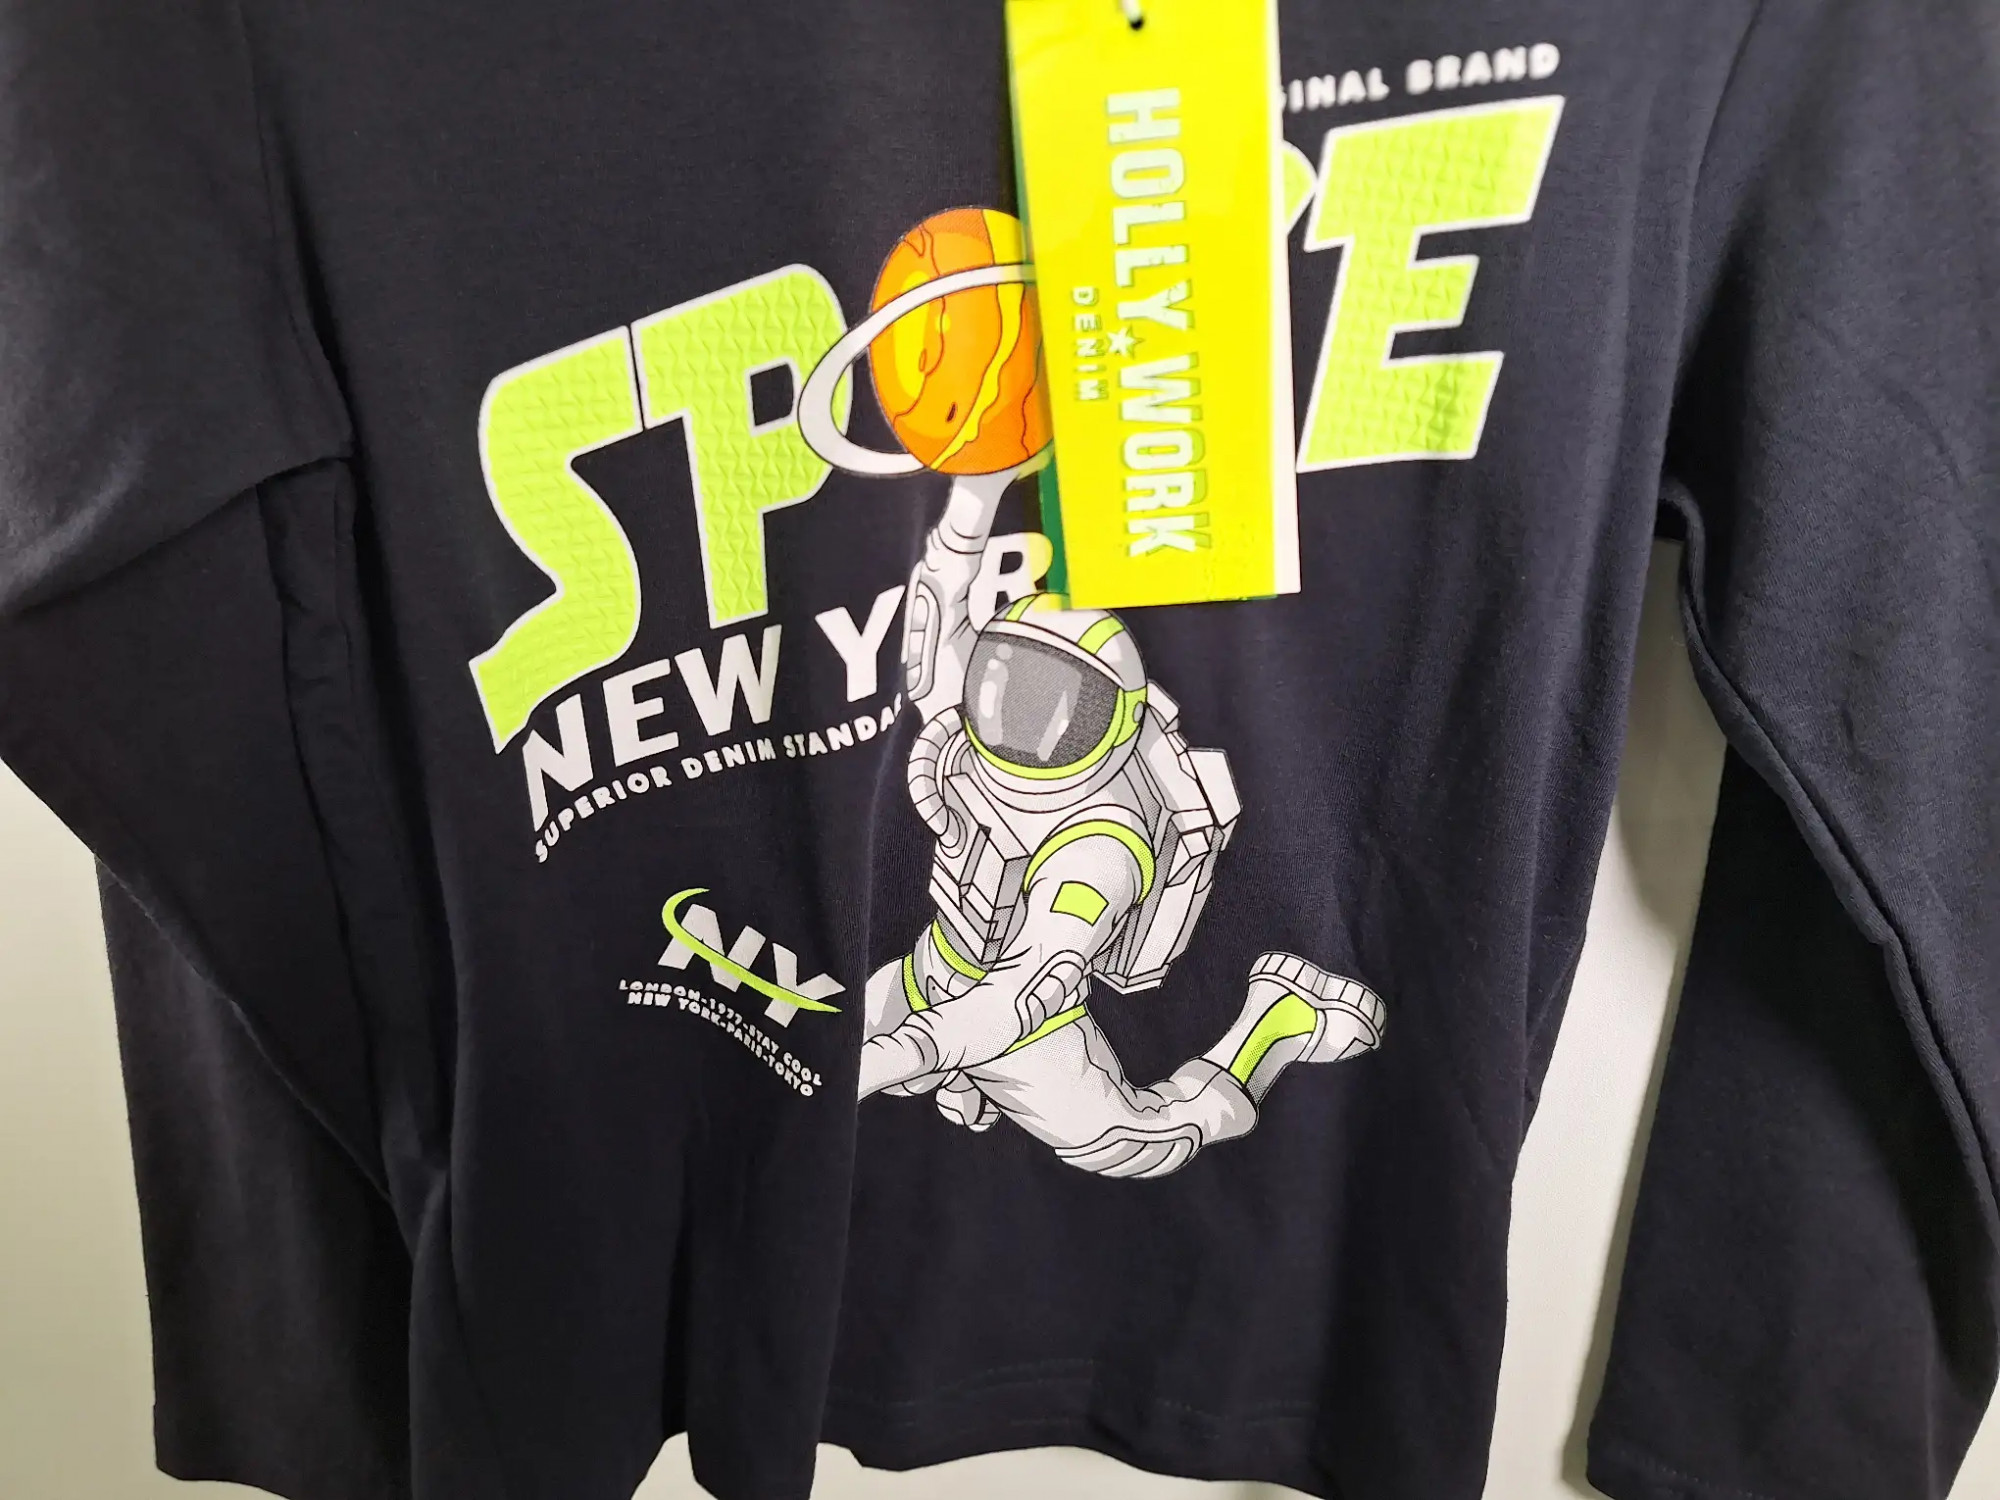 HOLLY WORK
DENIM
INAL BRAND
SP E
NEW Y R
SUPERIOR DENIM STANDA
NY
LONDON-1977-STAY COOL
NEW YORK-PARIS-TOKYO